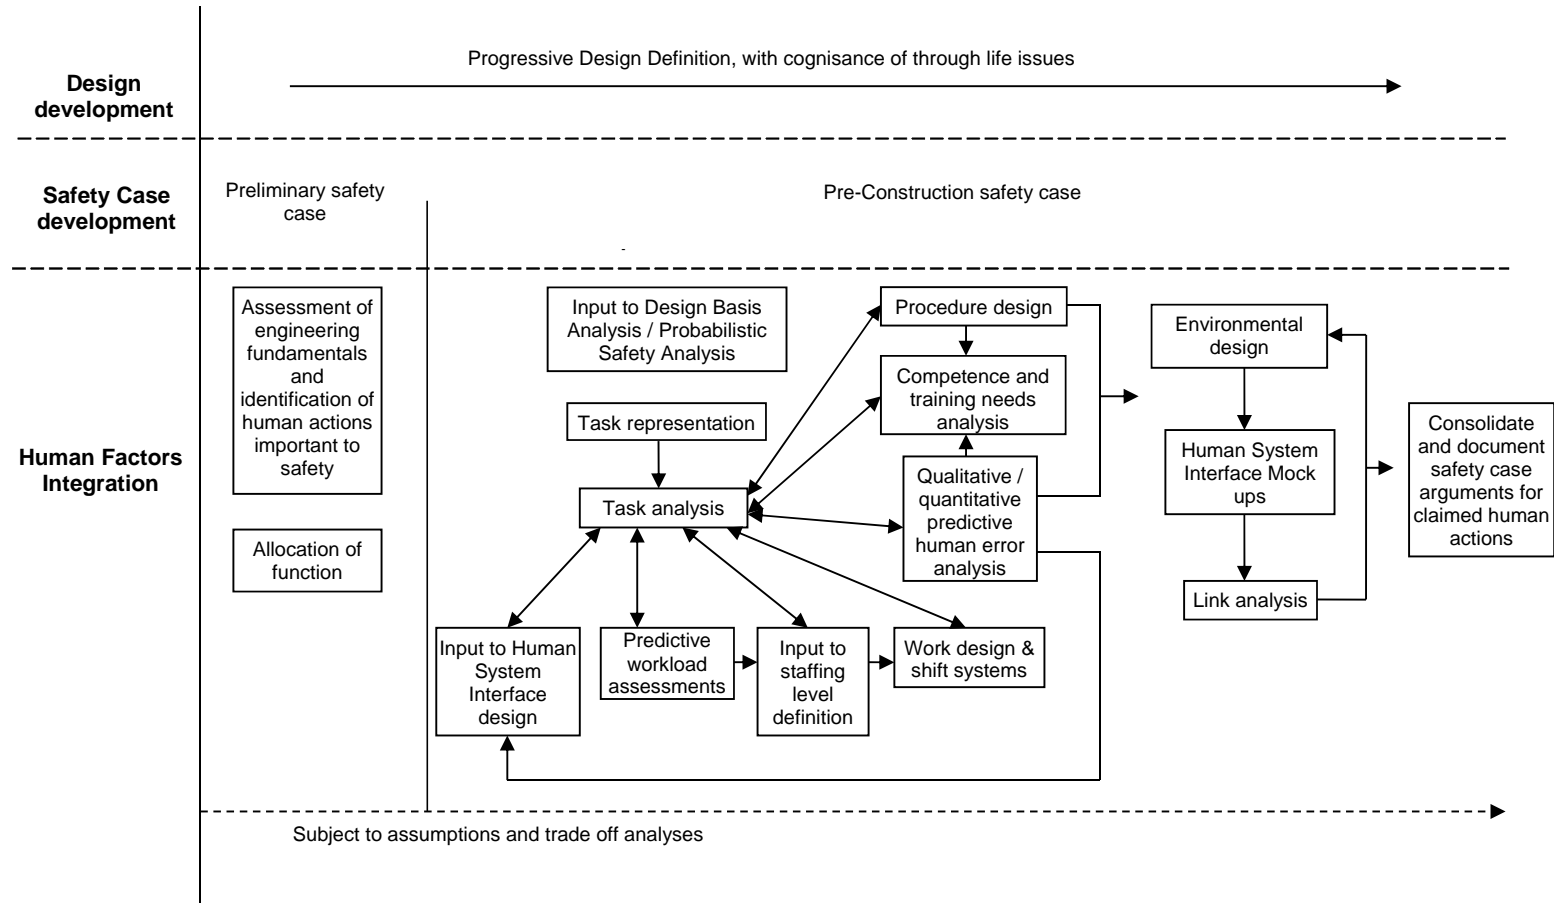 Progressive Design Definition, with cognisance of through life issues
Design
development
Safety Case
development
Preliminary safety
case
Pre-Construction safety case
Human Factors
Integration
Assessment of
engineering
fundamentals
and
identification of
human actions
important to
safety
Allocation of
function
Input to Design Basis
Analysis / Probabilistic
Safety Analysis
Task representation
Task analysis
Procedure design
Competence and
training needs
analysis
Qualitative /
quantitative
predictive
human error
analysis
Input to Human
System
Interface
design
Predictive
workload
assessments
Input to
staffing
level
definition
Work design &
shift systems
Environmental
design
Human System
Interface Mock
ups
Link analysis
Consolidate
and document
safety case
arguments for
claimed human
actions
Subject to assumptions and trade off analyses